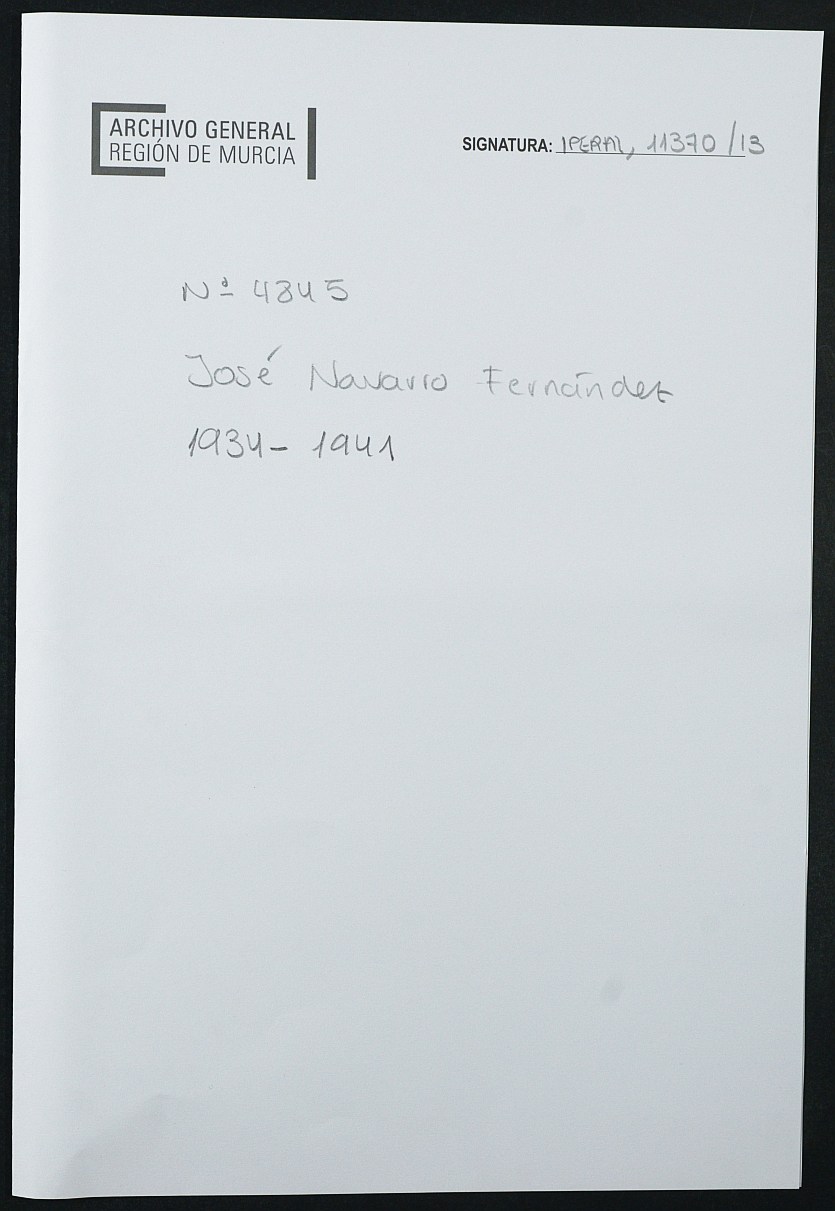 ARCHIVO GENERAL
REGIÓN DE MURCIA
SIGNATURA: IPERAL, 11370/13
Nº 4845
José Navarro Fernández
1934- 1941